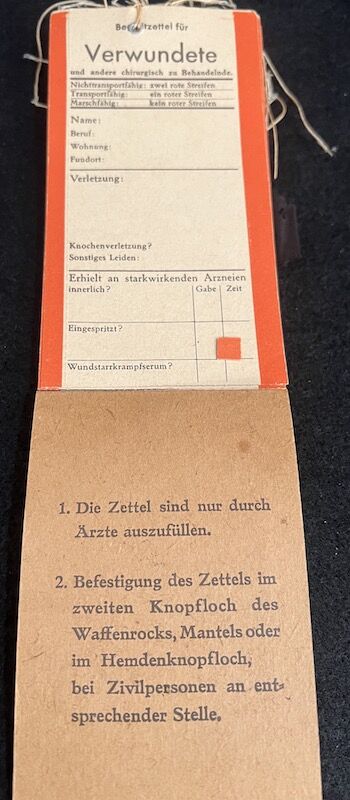 Begleitzettel für
Verwundete
und andere chirurgisch zu Behandelnde.
Nichttransportfähig: zwei rote Streifen
Transportfähig: ein roter Streifen
Marschfähig: kein roter Streifen
Name:
Beruf:
Wohnung:
Fundort:
Verletzung:
Knochenverletzung?
Sonstiges Leiden:
Erhielt an starkwirkenden Arzneien
innerlich? Gabe Zeit
Eingespritzt?
Wundstarrkrampfserum?
1. Die Zettel sind nur durch
Ärzte auszufüllen.
2. Befestigung des Zettels im
zweiten Knopfloch des
Waffenrocks, Mantels oder
im Hemdenknopfloch,
bei Zivilpersonen an ent-
sprechender Stelle.